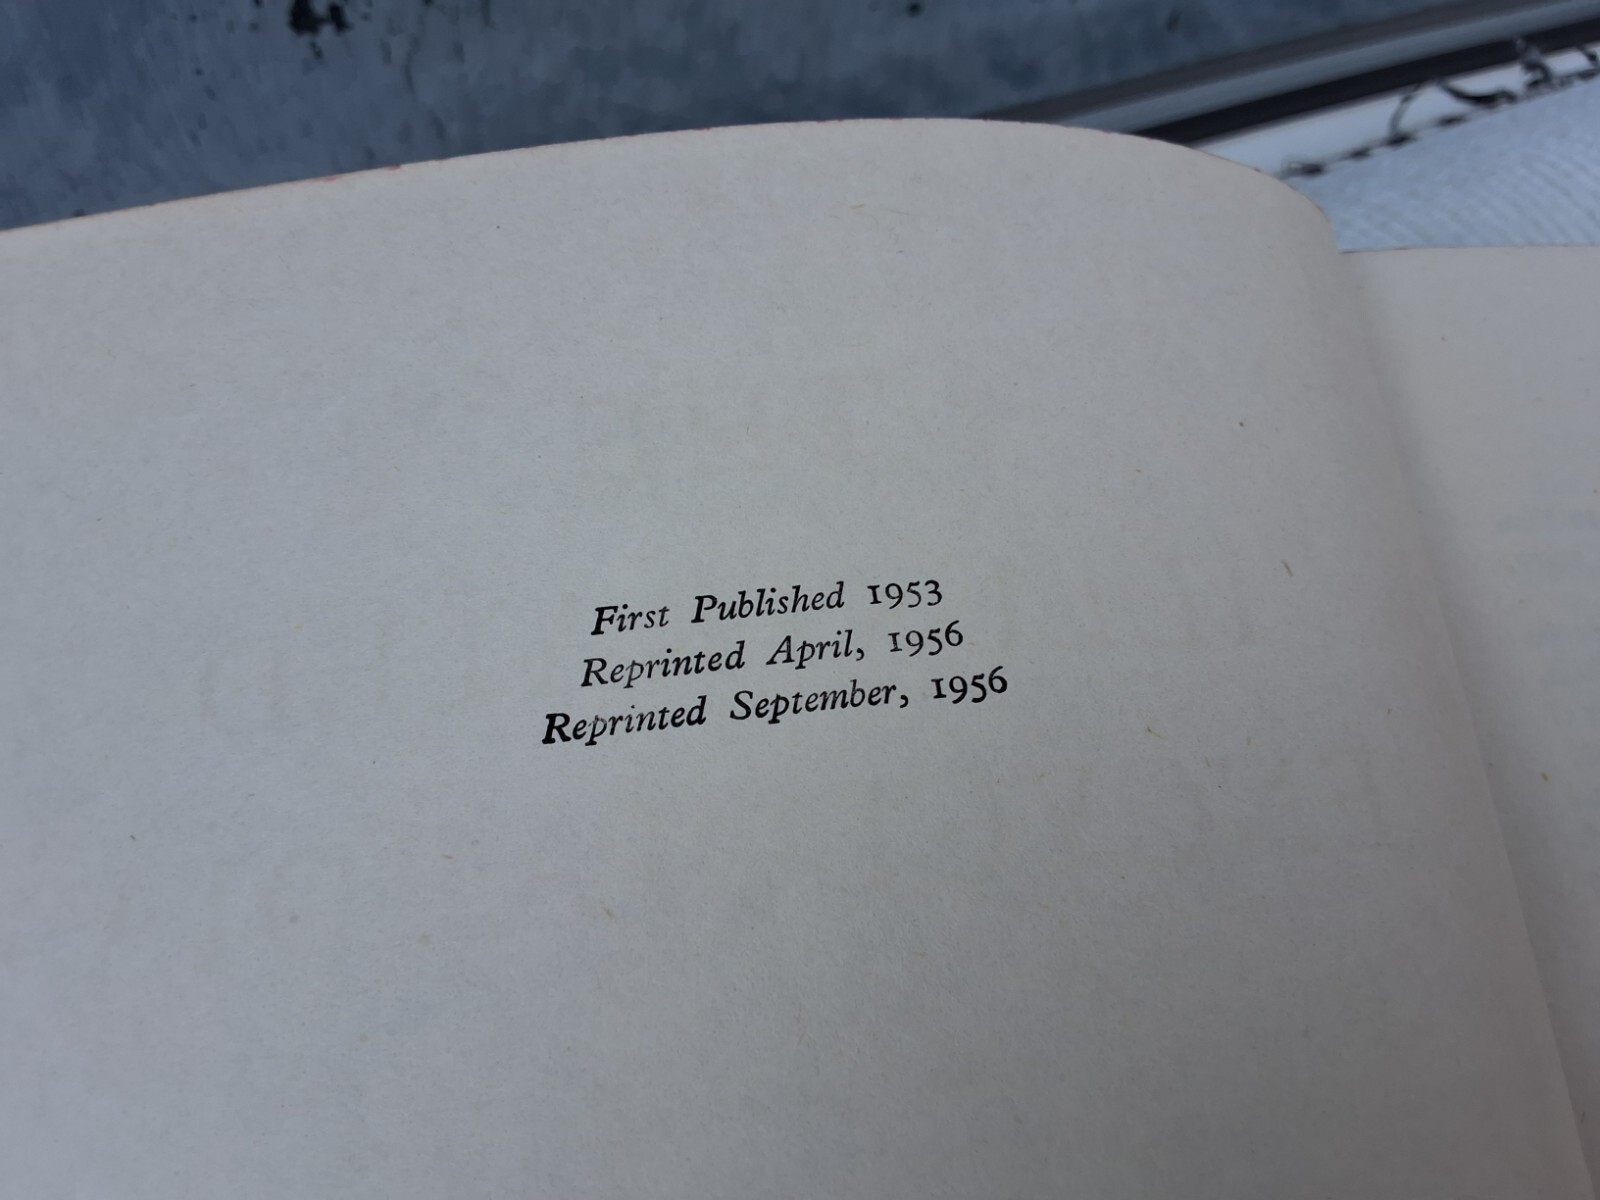 First Published 1953
Reprinted April, 1956
Reprinted September, 1956